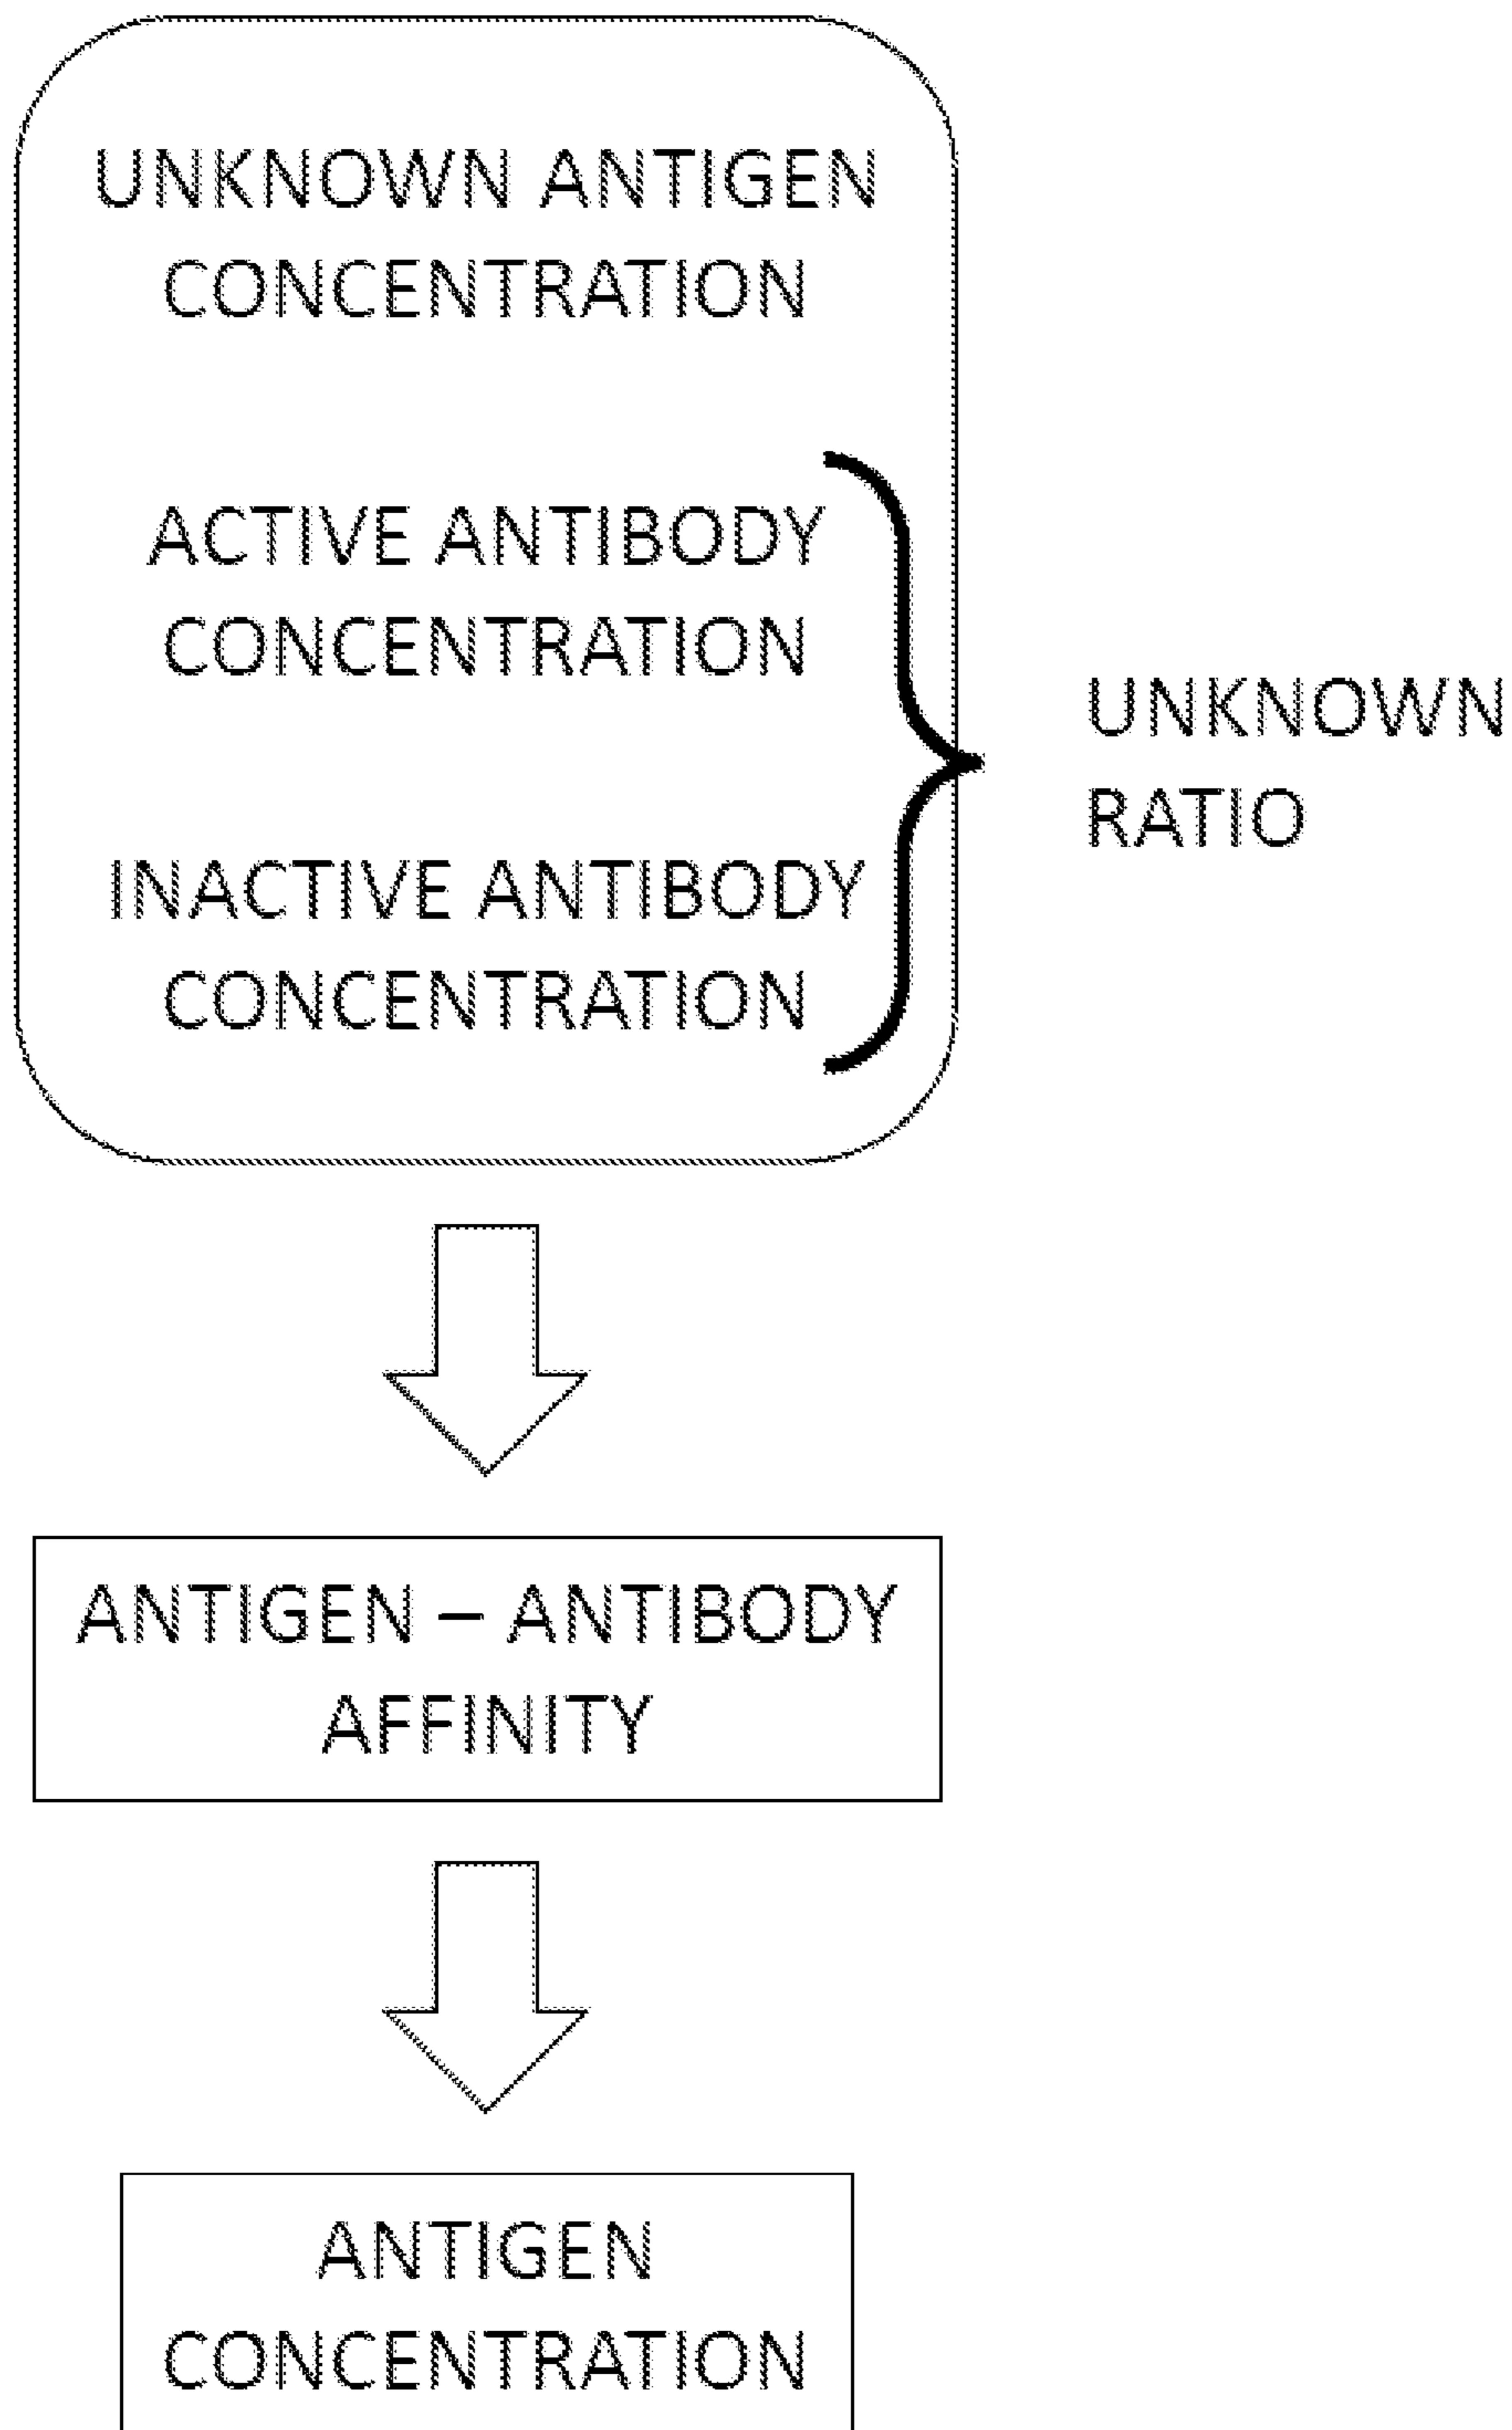 UNKNOWN ANTIGEN
CONCENTRATION
ACTIVE ANTIBODY
CONCENTRATION
UNKNOWN
RATIO
INACTIVE ANTIBODY
CONCENTRATION
ANTIGEN – ANTIBODY
AFFINITY
ANTIGEN
CONCENTRATION